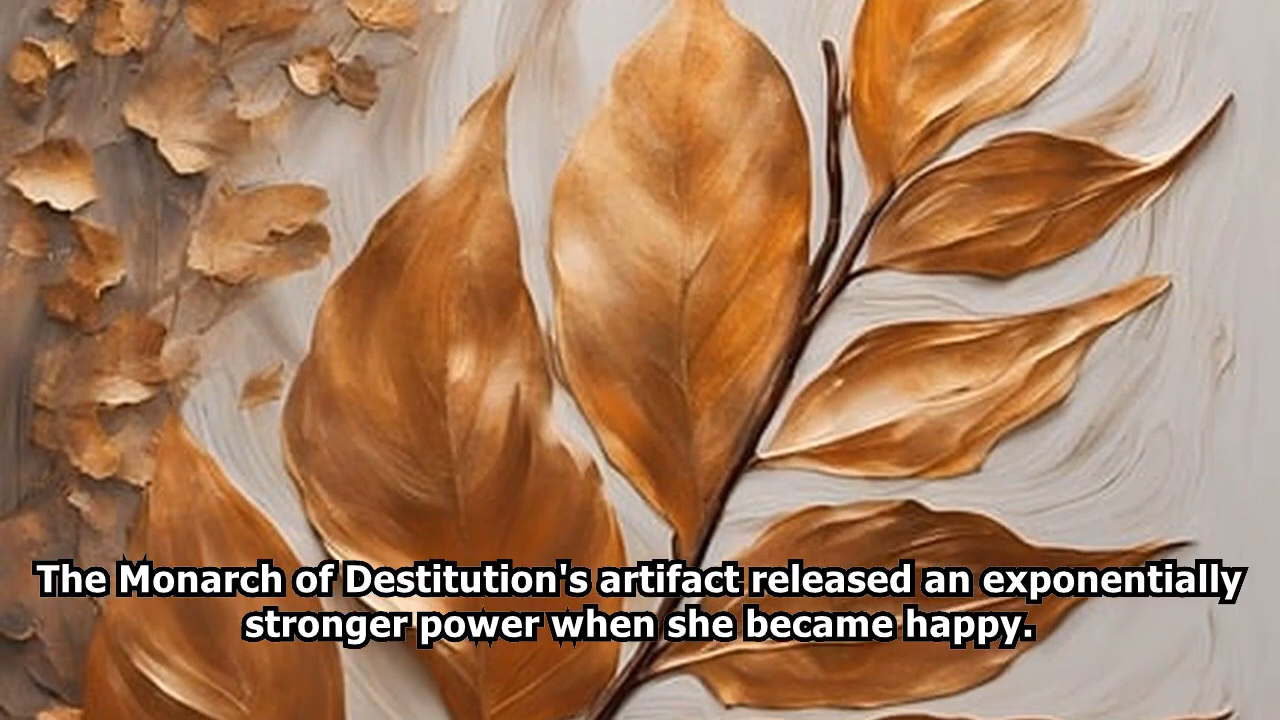 The Monarch of Destitution's artifact released an exponentially
stronger power when she became happy.